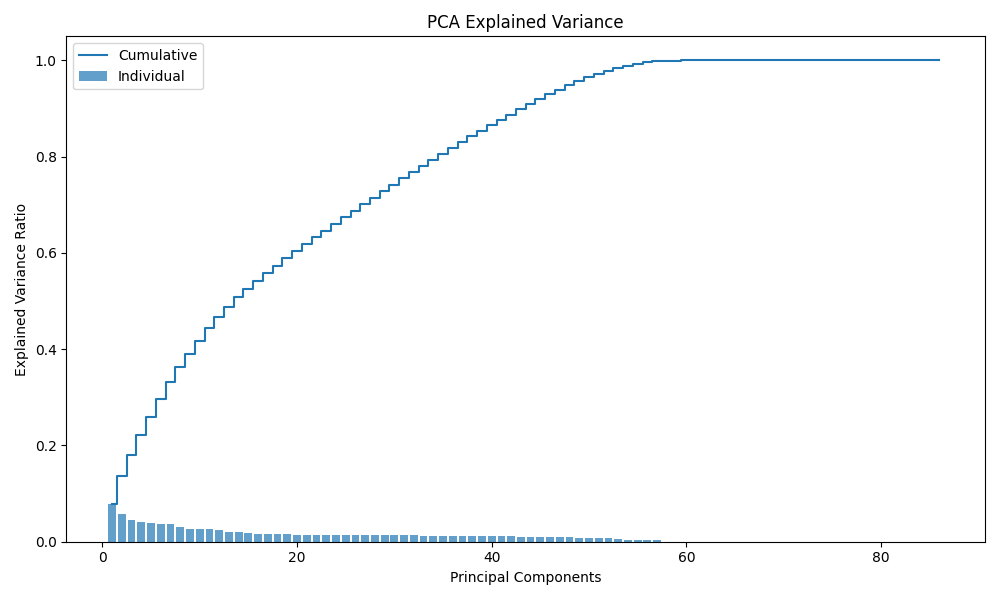 PCA Explained Variance
Cumulative
Individual
Explained Variance Ratio
1.0
0.8
0.6
0.4
0.2
0.0
0 20 40 60 80
Principal Components